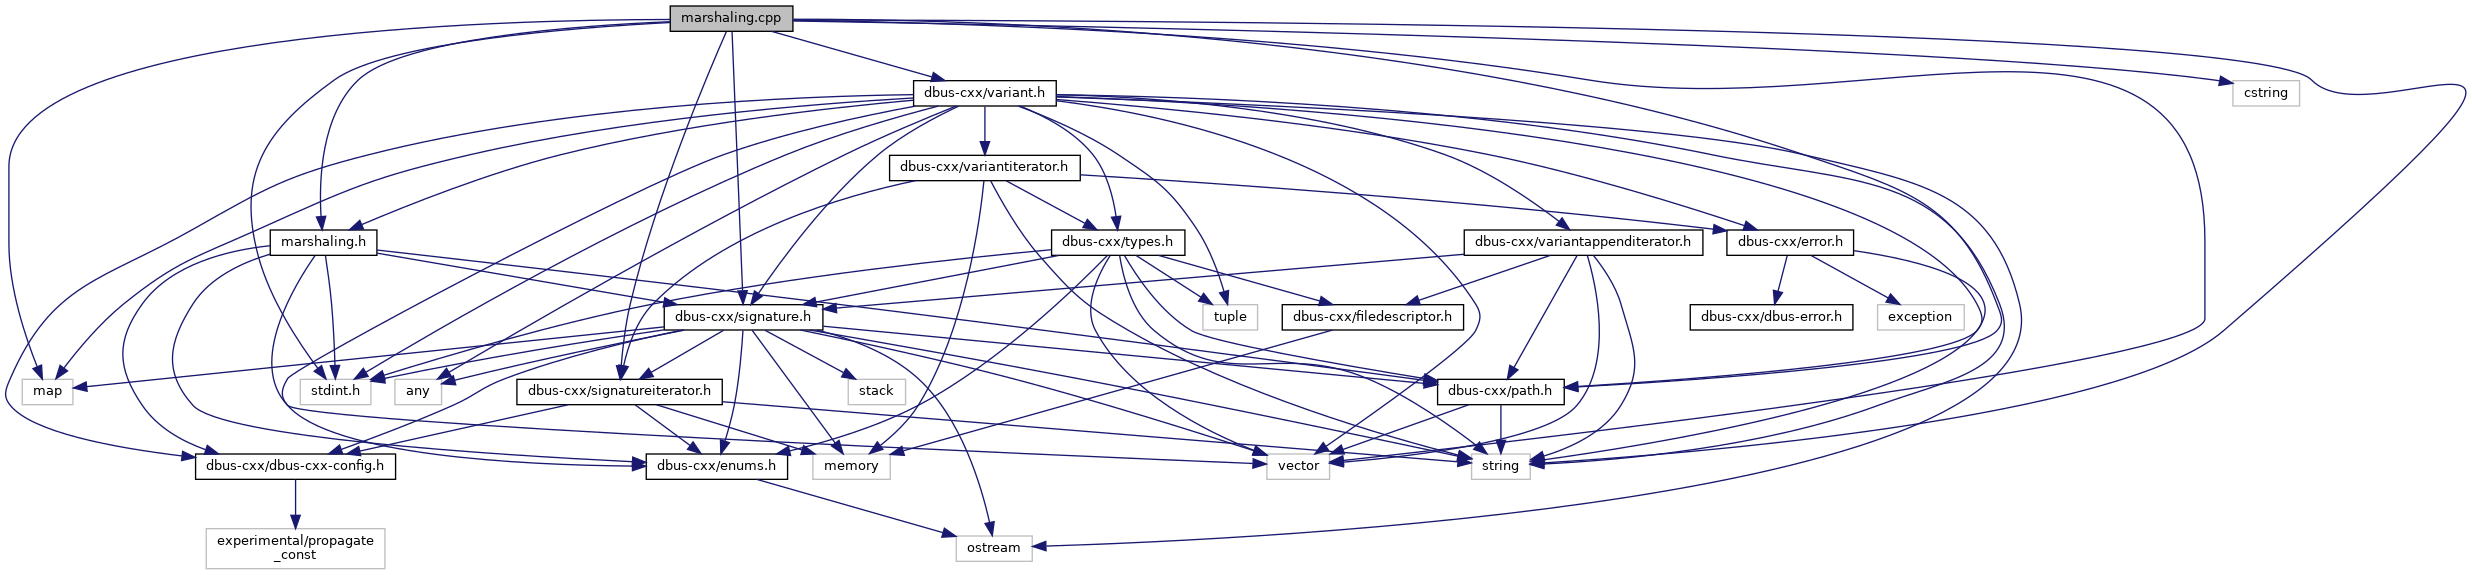 marshaling.cpp
dbus-cxx/variant.h
cstring
dbus-cxx/variantiterator.h
marshaling.h
dbus-cxx/types.h
dbus-cxx/variantappenditerator.h
dbus-cxx/error.h
dbus-cxx/signature.h
tuple
dbus-cxx/filedescriptor.h
dbus-cxx/dbus-error.h
exception
map
stdint.h
any
dbus-cxx/signatureiterator.h
stack
dbus-cxx/path.h
dbus-cxx/dbus-cxx-config.h
dbus-cxx/enums.h
memory
vector
string
experimental/propagate
_const
ostream